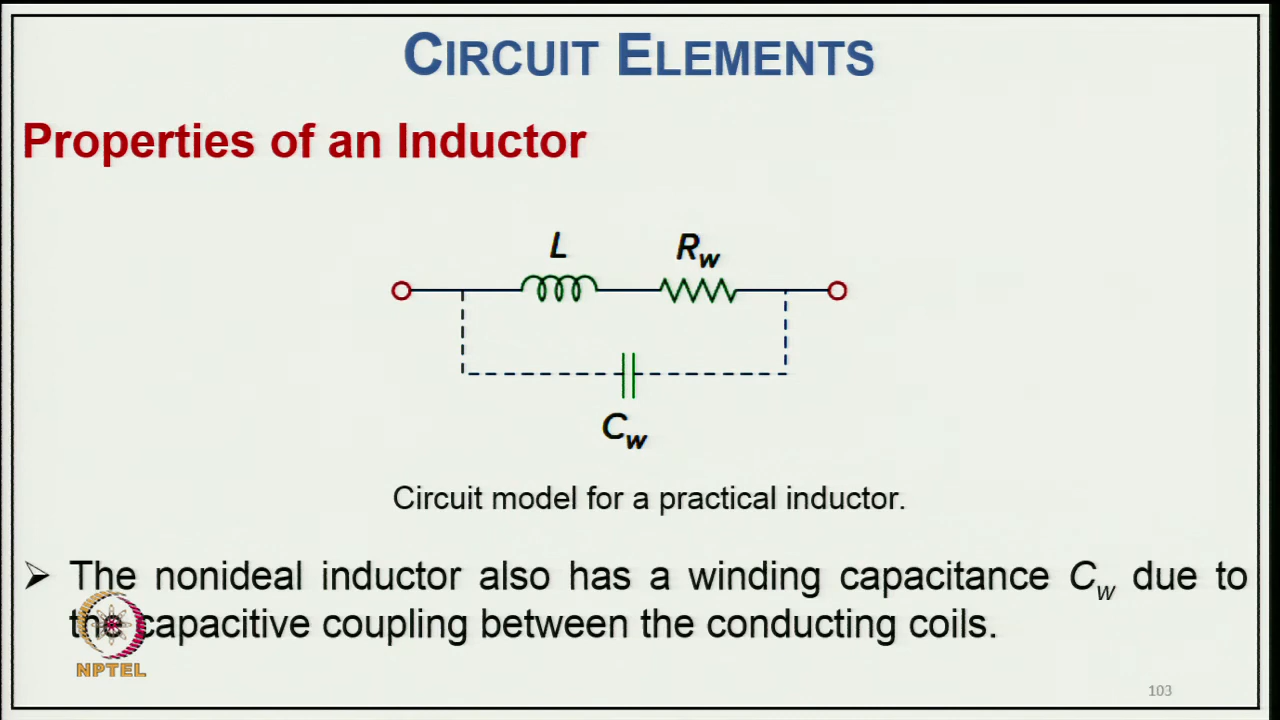 CIRCUIT ELEMENTS
Properties of an Inductor
L
Rw
Cw
Circuit model for a practical inductor.
➢ The nonideal inductor also has a winding capacitance Cw due to
the capacitive coupling between the conducting coils.
NPTEL
103